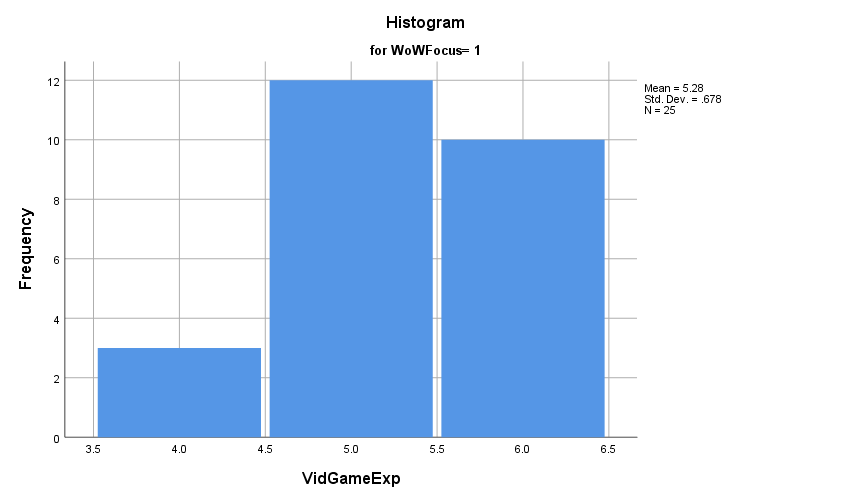 Histogram
for WoWFocus= 1
Mean = 5.28
Std. Dev. = .678
N = 25
Frequency
12
10
8
6
4
2
0
3.5 4.0 4.5 5.0 5.5 6.0 6.5
VidGameExp